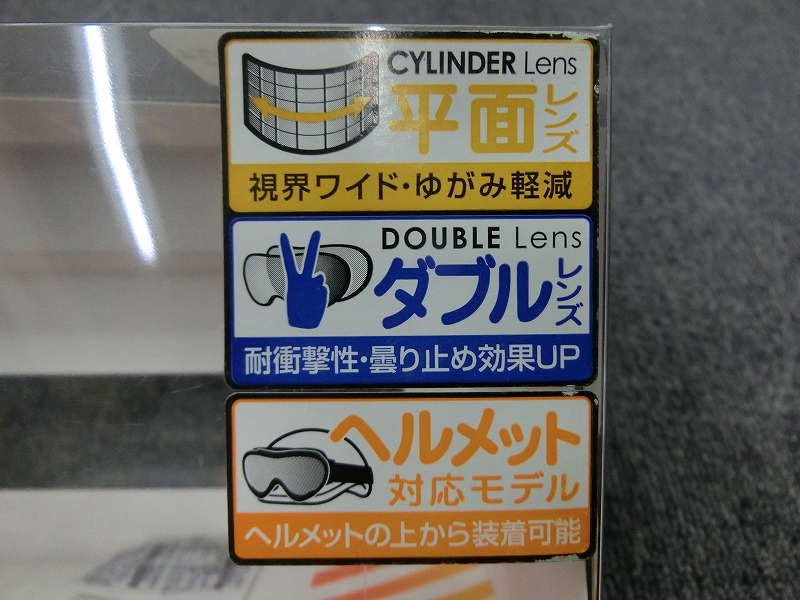 CYLINDER Lens
平面レンズ
視界ワイド・ゆがみ軽減
DOUBLE Lens
ダブルレンズ
耐衝撃性・曇り止め効果UP
ヘルメット
対応モデル
ヘルメットの上から装着可能